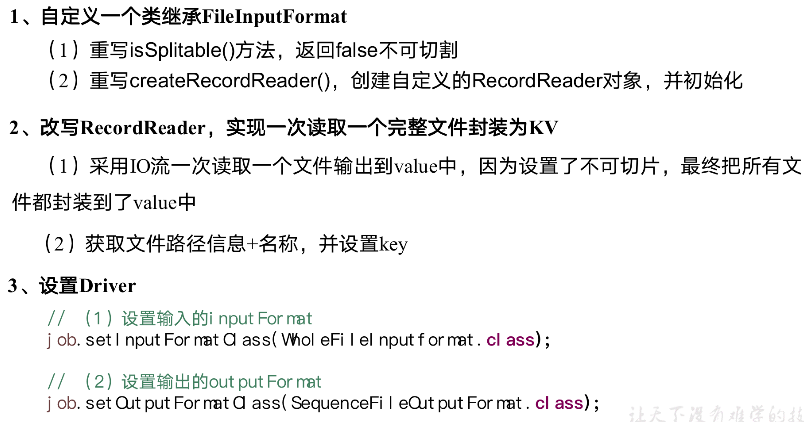 1、自定义一个类继承FileInputFormat
（1）重写isSplitable()方法，返回false不可切割
（2）重写createRecordReader()，创建自定义的RecordReader对象，并初始化
2、改写RecordReader，实现一次读取一个完整文件封装为KV
（1）采用IO流一次读取一个文件输出到value中，因为设置了不可切片，最终把所有文
件都封装到了value中
（2）获取文件路径信息+名称，并设置key
3、设置Driver
// （1）设置输入的inputFormat
job.setInputFormatClass(WholeFileInputformat.class);
// （2）设置输出的outputFormat
job.setOutputFormatClass(SequenceFileOutputFormat.class);
让天下没有难学的技